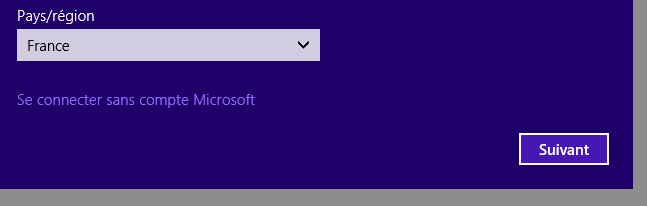 Pays/région
France
Se connecter sans compte Microsoft
Suivant